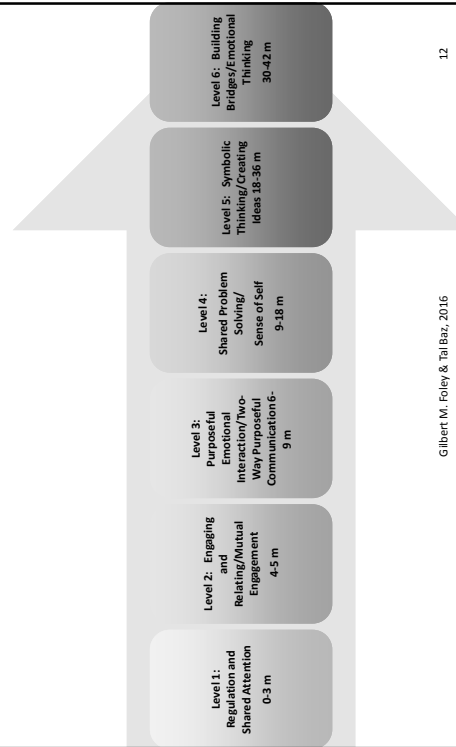 Level 1:
Regulation and
Shared Attention
0-3 m
Level 2: Engaging
and
Relating/Mutual
Engagement
4-5 m
Level 3:
Purposeful
Emotional
Interaction/Two-
Way Purposeful
Communication 6-
9 m
Level 4:
Shared Problem
Solving/
Sense of Self
9-18 m
Level 5: Symbolic
Thinking/Creating
Ideas 18-36 m
Level 6: Building
Bridges/Emotional
Thinking
30-42 m
Gilbert M. Foley & Tal Baz, 2016
12